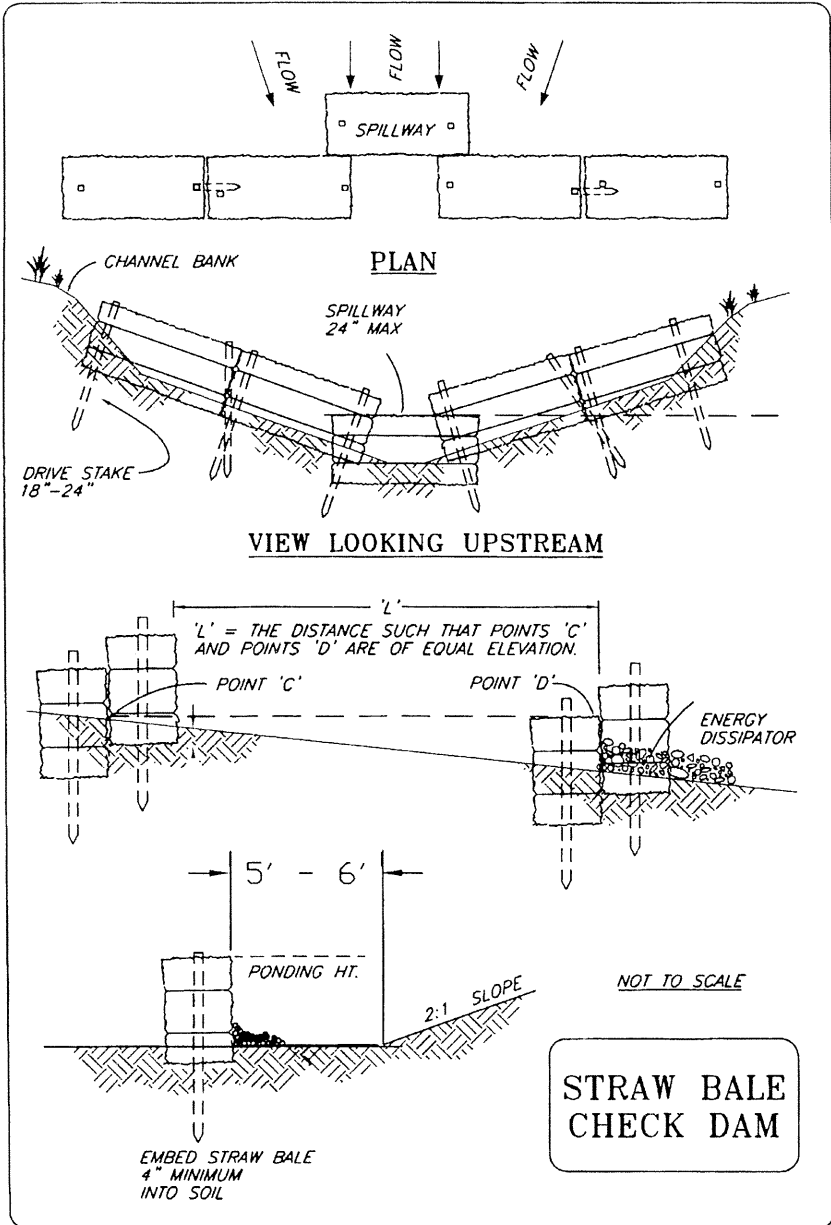 FLOW
FLOW
FLOW
SPILLWAY
PLAN
CHANNEL BANK
SPILLWAY
24" MAX
DRIVE STAKE
18"-24"
VIEW LOOKING UPSTREAM
'L'
'L' = THE DISTANCE SUCH THAT POINTS 'C'
AND POINTS 'D' ARE OF EQUAL ELEVATION.
POINT 'C'
POINT 'D'
ENERGY
DISSIPATOR
5' - 6'
PONDING HT.
2:1 SLOPE
NOT TO SCALE
EMBED STRAW BALE
4" MINIMUM
INTO SOIL
STRAW BALE
CHECK DAM